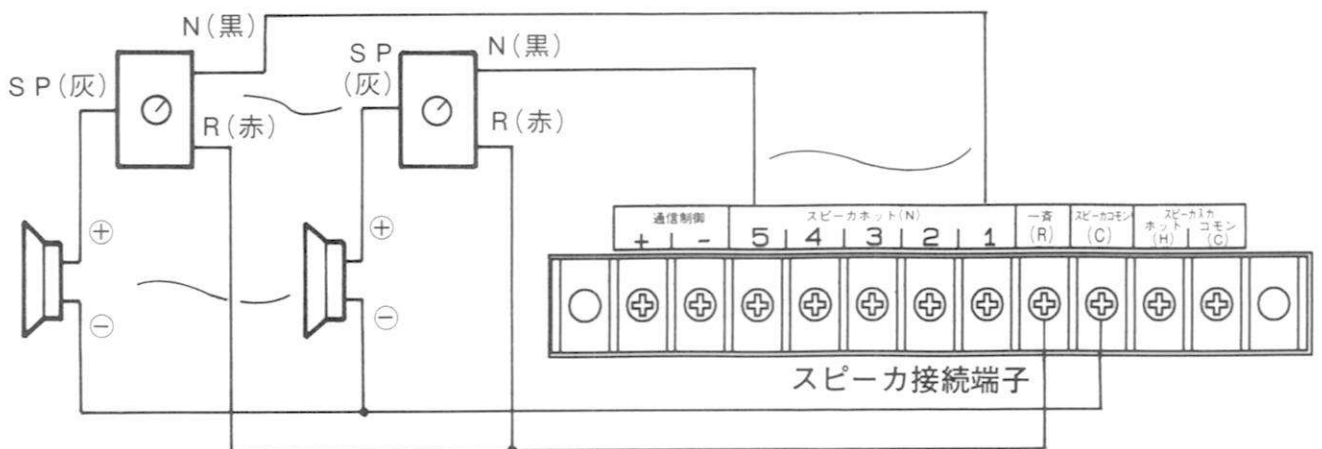 N(黒)
SP(灰)
R(赤)
SP
(灰)
N(黒)
R(赤)
⊕
⊖
⊕
⊖
通信制御
+ -
スピーカホット(N)
5 4 3 2 1
一斉
(R)
スピーカコモン
(C)
スピーカ入力
ホット コモン
(H) (C)
スピーカ接続端子